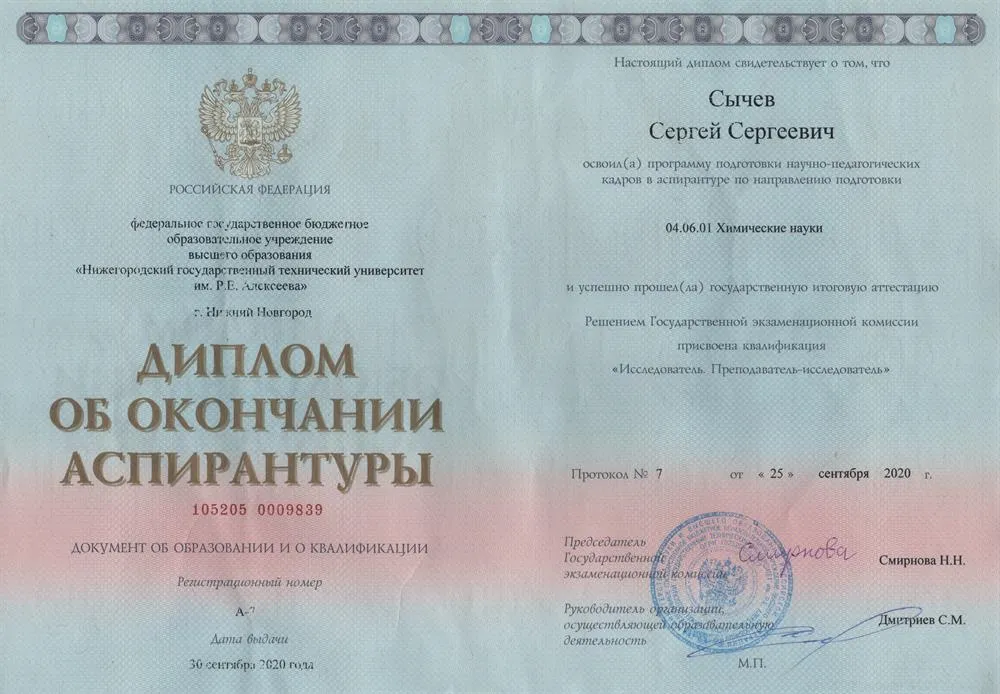 РОССИЙСКАЯ ФЕДЕРАЦИЯ
федеральное государственное бюджетное
образовательное учреждение
высшего образования
«Нижегородский государственный технический университет
им. Р.Е. Алексеева»
г. Нижний Новгород
ДИПЛОМ
ОБ ОКОНЧАНИИ
АСПИРАНТУРЫ
105205 0009839
ДОКУМЕНТ ОБ ОБРАЗОВАНИИ И О КВАЛИФИКАЦИИ
Регистрационный номер
А-7
Дата выдачи
30 сентября 2020 года
Настоящий диплом свидетельствует о том, что
Сычев
Сергей Сергеевич
освоил(а) программу подготовки научно-педагогических
кадров в аспирантуре по направлению подготовки
04.06.01 Химические науки
и успешно прошел(ла) государственную итоговую аттестацию
Решением Государственной экзаменационной комиссии
присвоена квалификация
«Исследователь. Преподаватель-исследователь»
Протокол № 7 от « 25 » сентября 2020 г.
Председатель
Государственной
экзаменационной комиссии
Смирнова
Смирнова Н.Н.
Руководитель организации,
осуществляющей образовательную
деятельность
Дмитриев С.М.
М.П.